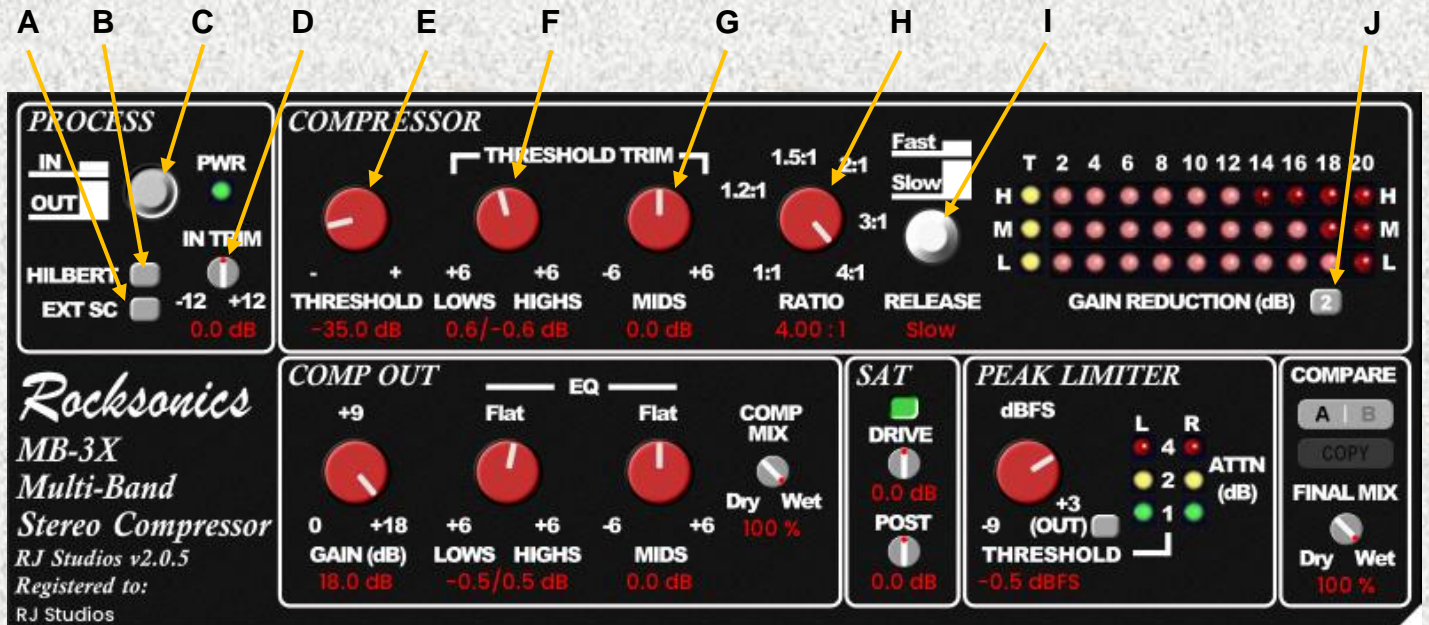 A B C D E F G H I J
PROCESS
IN
OUT
PWR
IN TRIM
HILBERT
EXT SC
-12 +12
0.0 dB
COMPRESSOR
THRESHOLD TRIM
- +
THRESHOLD
-35.0 dB
+6 +6
LOWS HIGHS
0.6/-0.6 dB
-6 +6
MIDS
0.0 dB
1.5:1 2:1
1.2:1
3:1
1:1 4:1
RATIO
4.00 : 1
Fast
Slow
RELEASE
Slow
T 2 4 6 8 10 12 14 16 18 20
H H
M M
L L
GAIN REDUCTION (dB) 2
Rocksonics
MB-3X
Multi-Band
Stereo Compressor
RJ Studios v2.0.5
Registered to:
RJ Studios
COMP OUT
EQ
+9
0 +18
GAIN (dB)
18.0 dB
Flat
+6 +6
LOWS HIGHS
-0.5/0.5 dB
Flat
-6 +6
MIDS
0.0 dB
COMP
MIX
Dry Wet
100 %
SAT
DRIVE
0.0 dB
POST
0.0 dB
PEAK LIMITER
dBFS
+3
-9 (OUT)
THRESHOLD
-0.5 dBFS
L R
4
2
1
ATTN
(dB)
COMPARE
A | B
COPY
FINAL MIX
Dry Wet
100 %